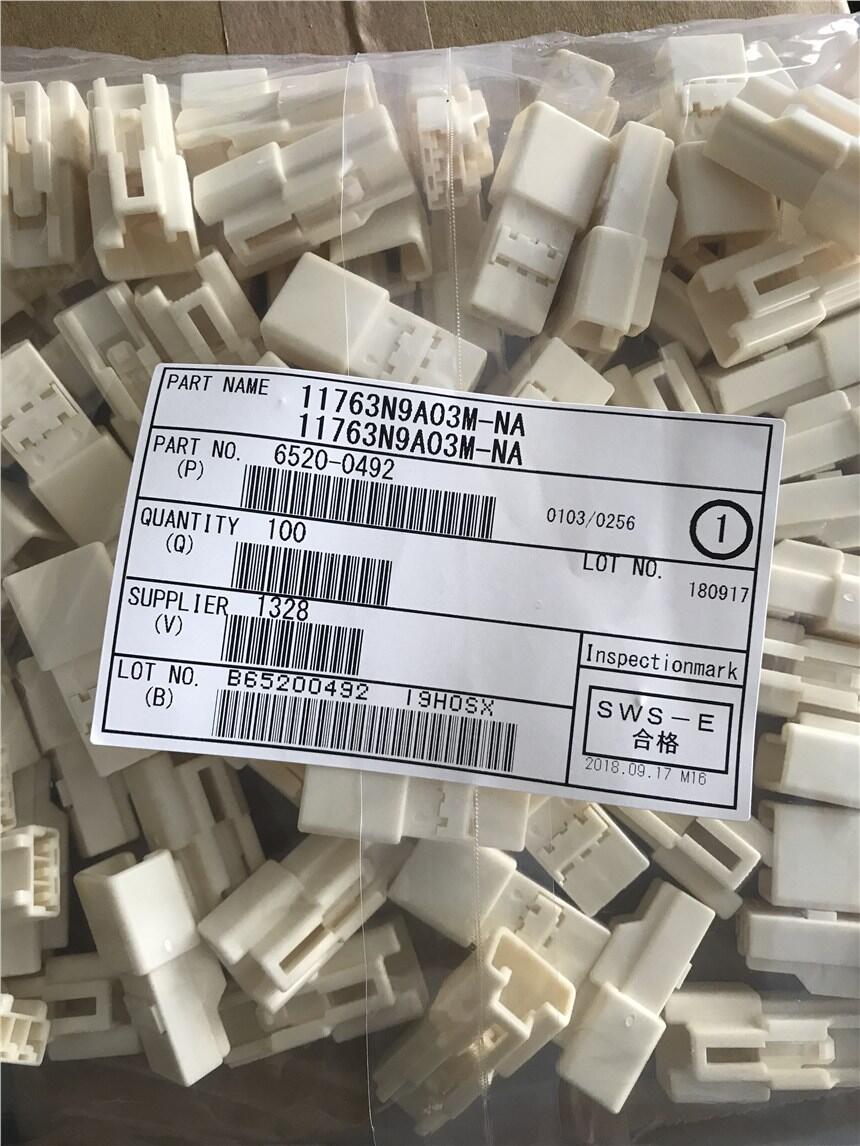 PART NAME 11763N9A03M-NA
11763N9A03M-NA
PART NO. 6520-0492
(P)
0103/0256 1
QUANTITY 100
(Q)
LOT NO.
180917
SUPPLIER 1328
(V)
LOT NO. B65200492 I9H0SX
(B)
Inspectionmark
SWS-E
合格
2018.09.17 M16